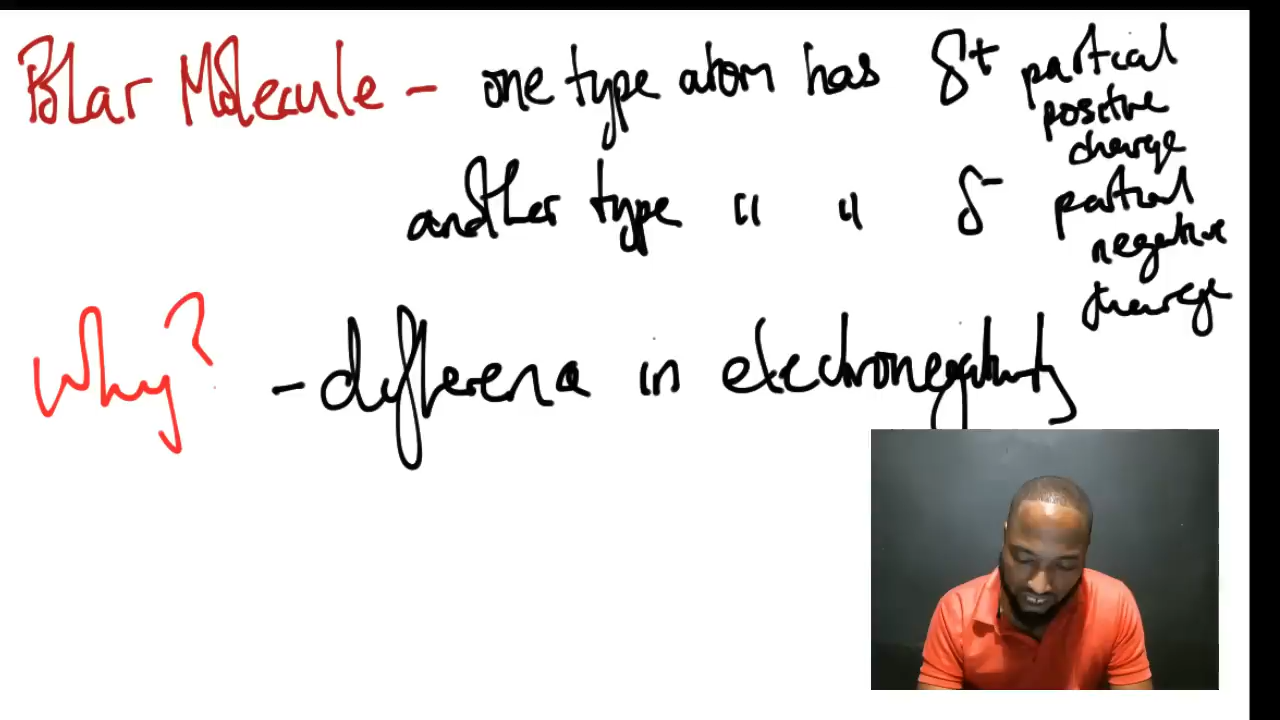 Polar Molecule - one type atom has δ+ partial
positive
charge
another type " " δ- partial
negative
charge
Why? - difference in electronegativity